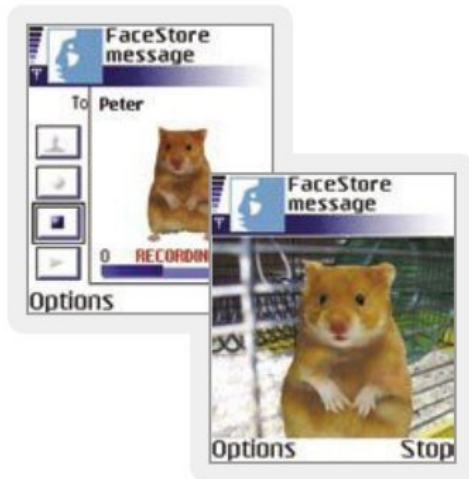 FaceStore
message
To Peter
0 RECORDIN
Options
FaceStore
message
Options Stop